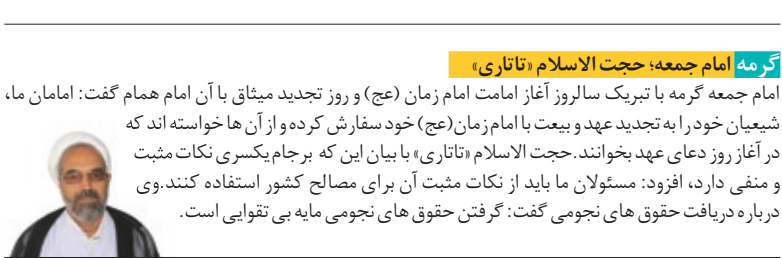 گرمه امام جمعه؛ حجت الاسلام «تاتاری»
امام جمعه گرمه با تبریک سالروز آغاز امامت امام زمان (عج) و روز تجدید میثاق با آن امام همام گفت: امامان ما،
شیعیان خود را به تجدید عهد و بیعت با امام زمان(عج) خود سفارش کرده و از آن ها خواسته اند که
در آغاز روز دعای عهد بخوانند.حجت الاسلام «تاتاری» با بیان این که برجام یکسری نکات مثبت
و منفی دارد، افزود: مسئولان ما باید از نکات مثبت آن برای مصالح کشور استفاده کنند.وی
درباره دریافت حقوق های نجومی گفت: گرفتن حقوق های نجومی مایه بی تقوایی است.